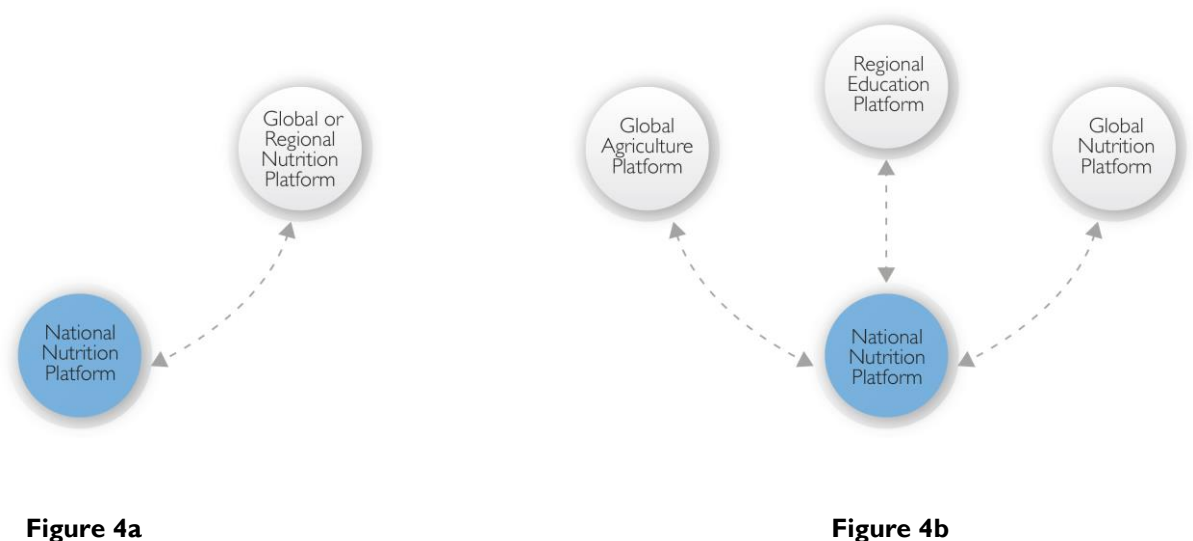 Global or
Regional
Nutrition
Platform
National
Nutrition
Platform
Figure 4a
Regional
Education
Platform
Global
Agriculture
Platform
Global
Nutrition
Platform
National
Nutrition
Platform
Figure 4b